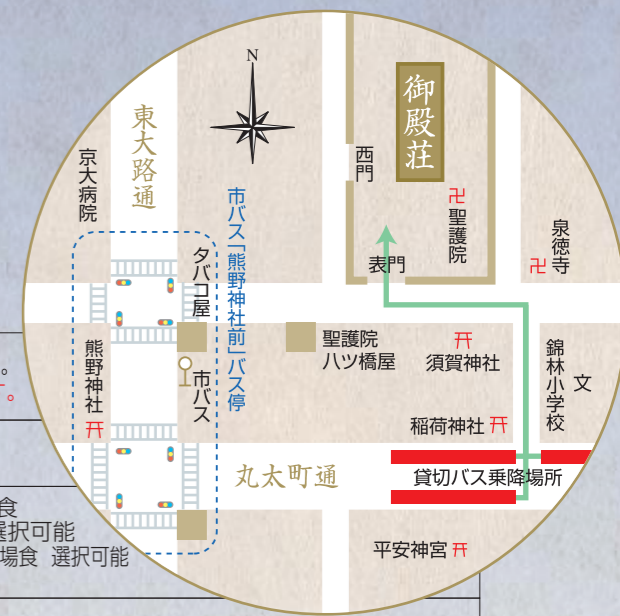 N
東大路通
京大病院
市バス「熊野神社前」バス停
タバコ屋
市バス
熊野神社
御殿荘
西門
表門
聖護院
泉徳寺
聖護院
八ツ橋屋
須賀神社
錦林小学校
文
稲荷神社
貸切バス乗降場所
丸太町通
平安神宮
。
。
食
選択可能
場食 選択可能